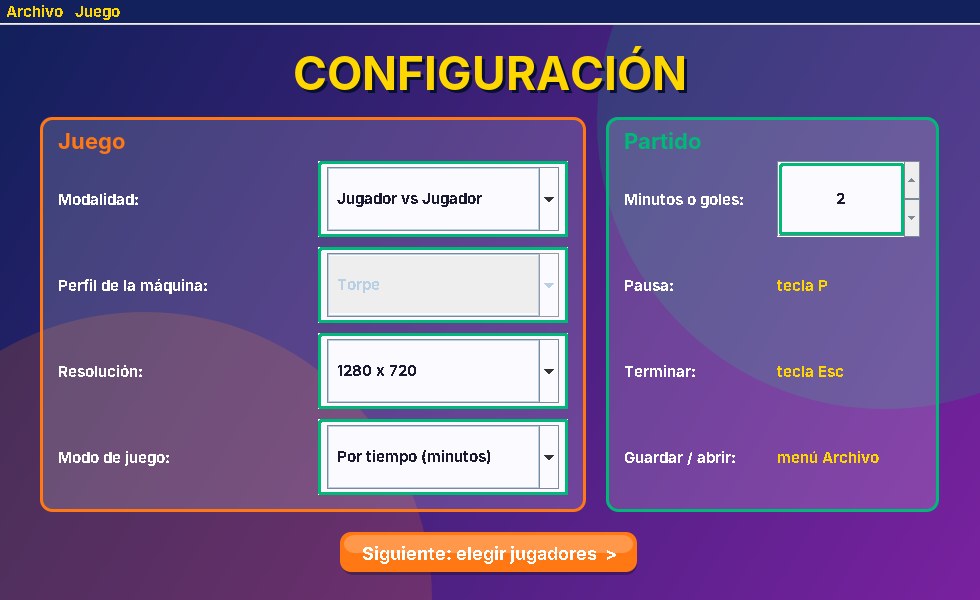 Archivo Juego
CONFIGURACIÓN
Juego
Modalidad: Jugador vs Jugador
Perfil de la máquina: Torpe
Resolución: 1280 x 720
Modo de juego: Por tiempo (minutos)
Partido
Minutos o goles: 2
Pausa: tecla P
Terminar: tecla Esc
Guardar / abrir: menú Archivo
Siguiente: elegir jugadores >